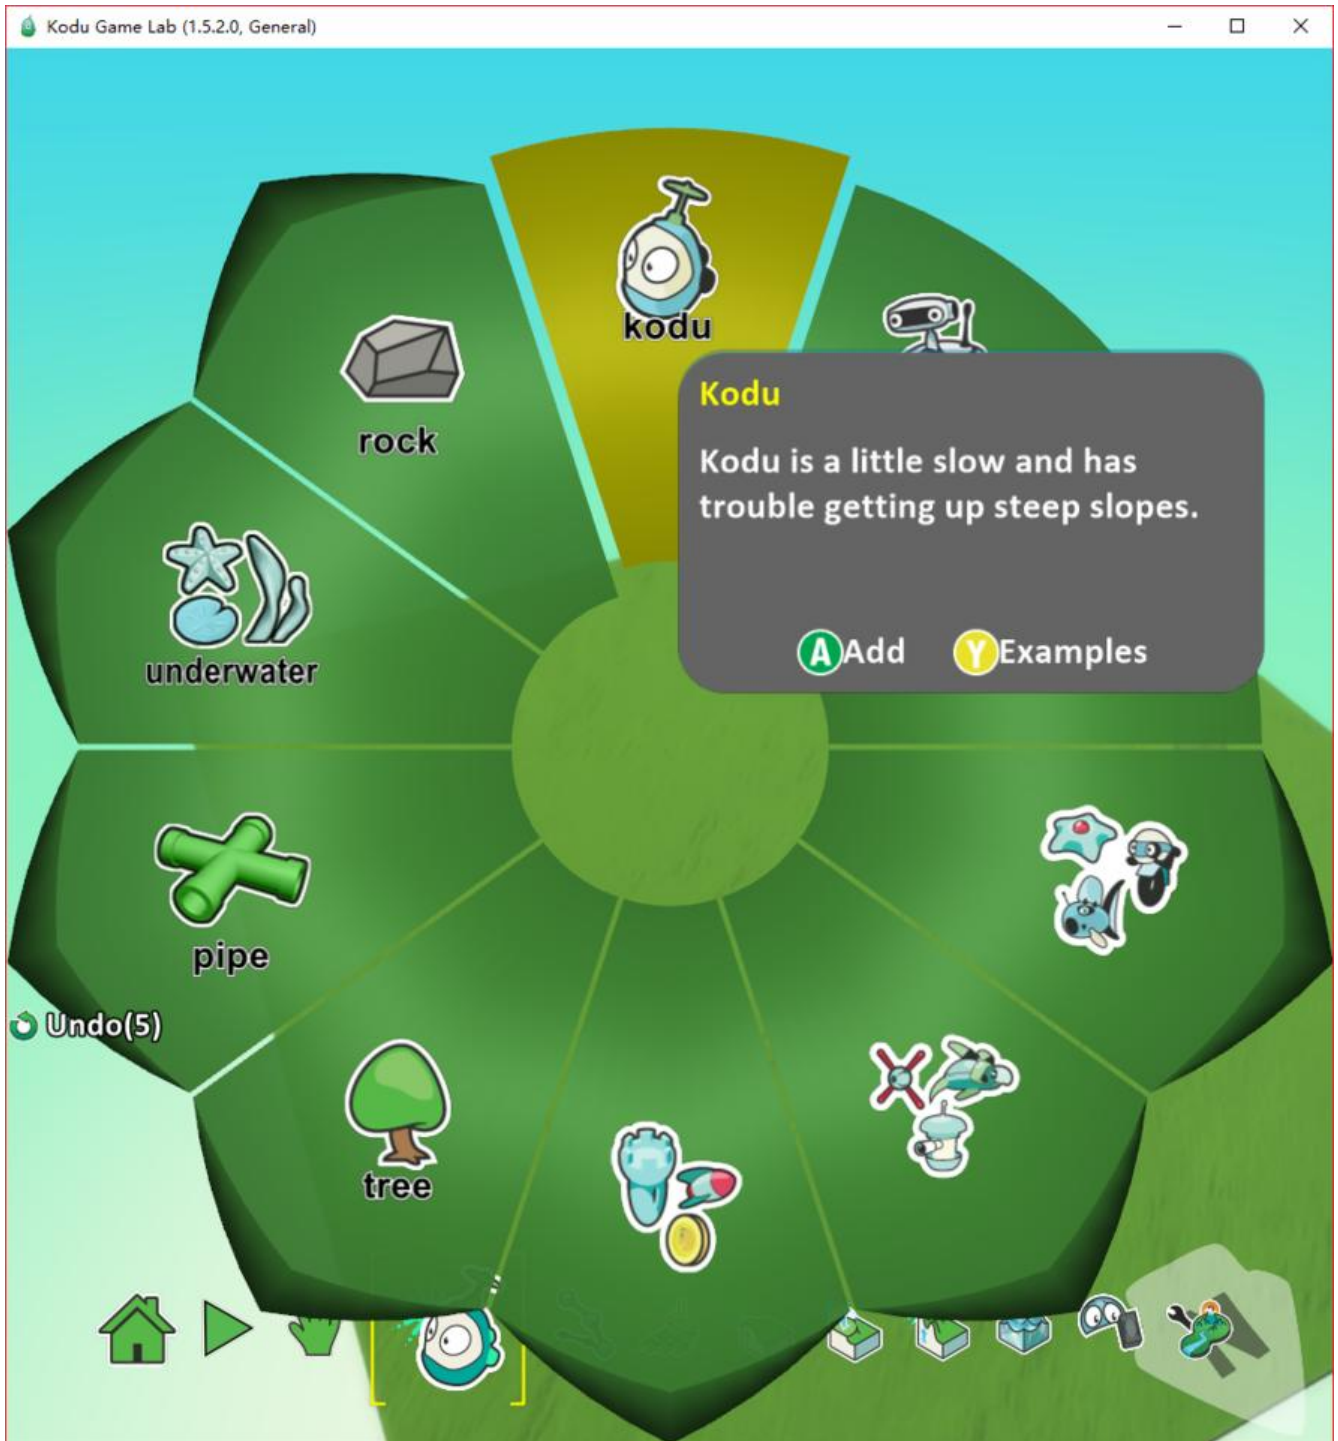 Kodu Game Lab (1.5.2.0, General)
kodu
rock
Kodu
Kodu is a little slow and has
trouble getting up steep slopes.
A Add Y Examples
underwater
pipe
Undo(5)
tree
N